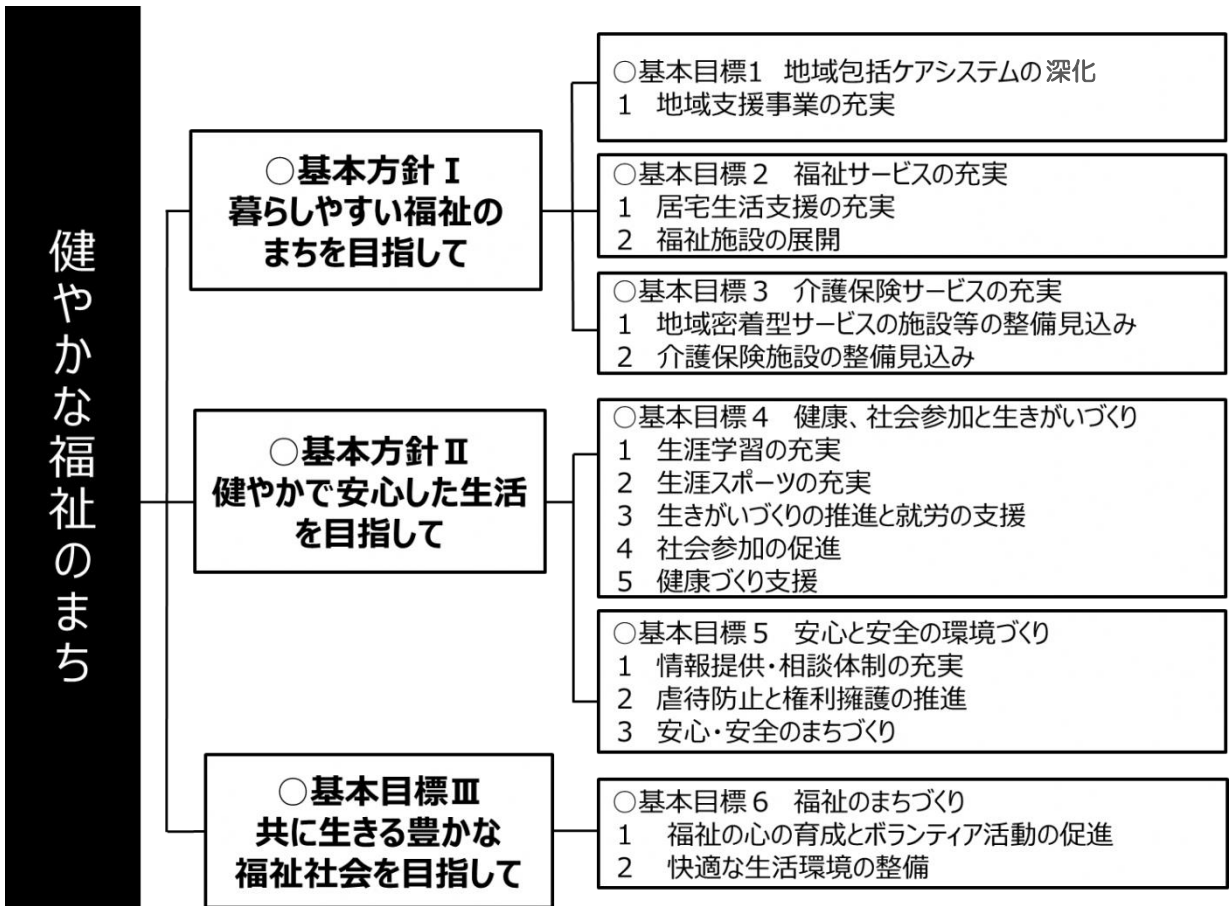 健やかな福祉のまち
○基本方針Ⅰ
暮らしやすい福祉の
まちを目指して
○基本目標1 地域包括ケアシステムの深化
1 地域支援事業の充実
○基本目標2 福祉サービスの充実
1 居宅生活支援の充実
2 福祉施設の展開
○基本目標3 介護保険サービスの充実
1 地域密着型サービスの施設等の整備見込み
2 介護保険施設の整備見込み
○基本方針Ⅱ
健やかで安心した生活
を目指して
○基本目標4 健康、社会参加と生きがいづくり
1 生涯学習の充実
2 生涯スポーツの充実
3 生きがいづくりの推進と就労の支援
4 社会参加の促進
5 健康づくり支援
○基本目標5 安心と安全の環境づくり
1 情報提供・相談体制の充実
2 虐待防止と権利擁護の推進
3 安心・安全のまちづくり
○基本目標Ⅲ
共に生きる豊かな
福祉社会を目指して
○基本目標6 福祉のまちづくり
1 福祉の心の育成とボランティア活動の促進
2 快適な生活環境の整備